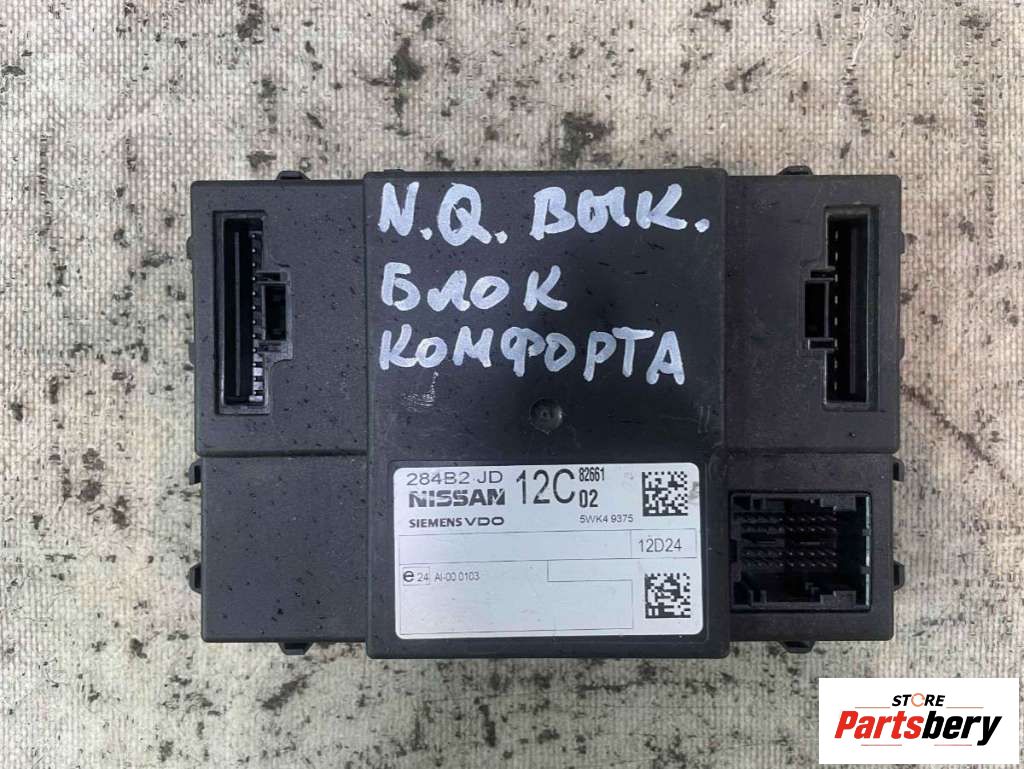 N.Q. ВЫК.
БЛОК
КОМФОРТА
284B2 JD 12C 82661
NISSAN 02
SIEMENS VDO 5WK4 9375
12D24
e 24 AI-00 0103
STORE
Partsbery